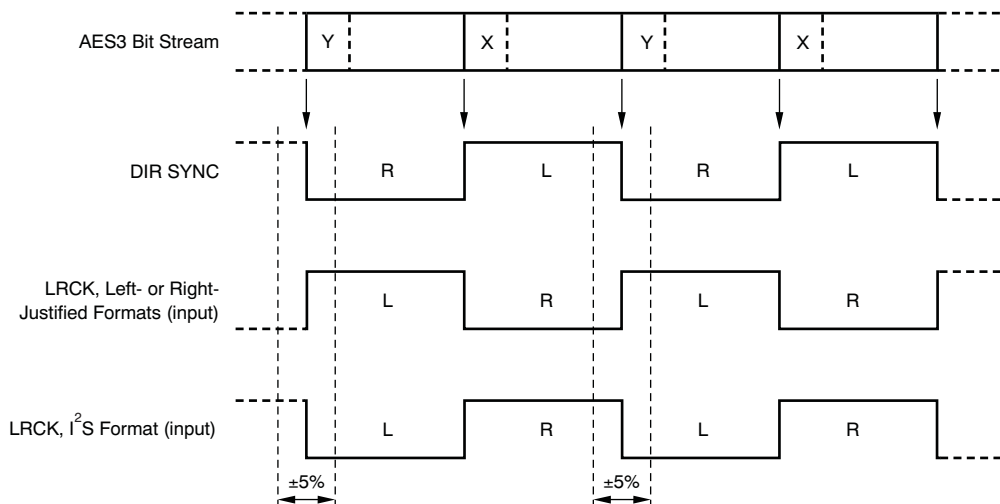 AES3 Bit Stream
Y X Y X
DIR SYNC
R L R L
LRCK, Left- or Right-
Justified Formats (input)
L R L R
LRCK, I²S Format (input)
L R L R
±5% ±5%